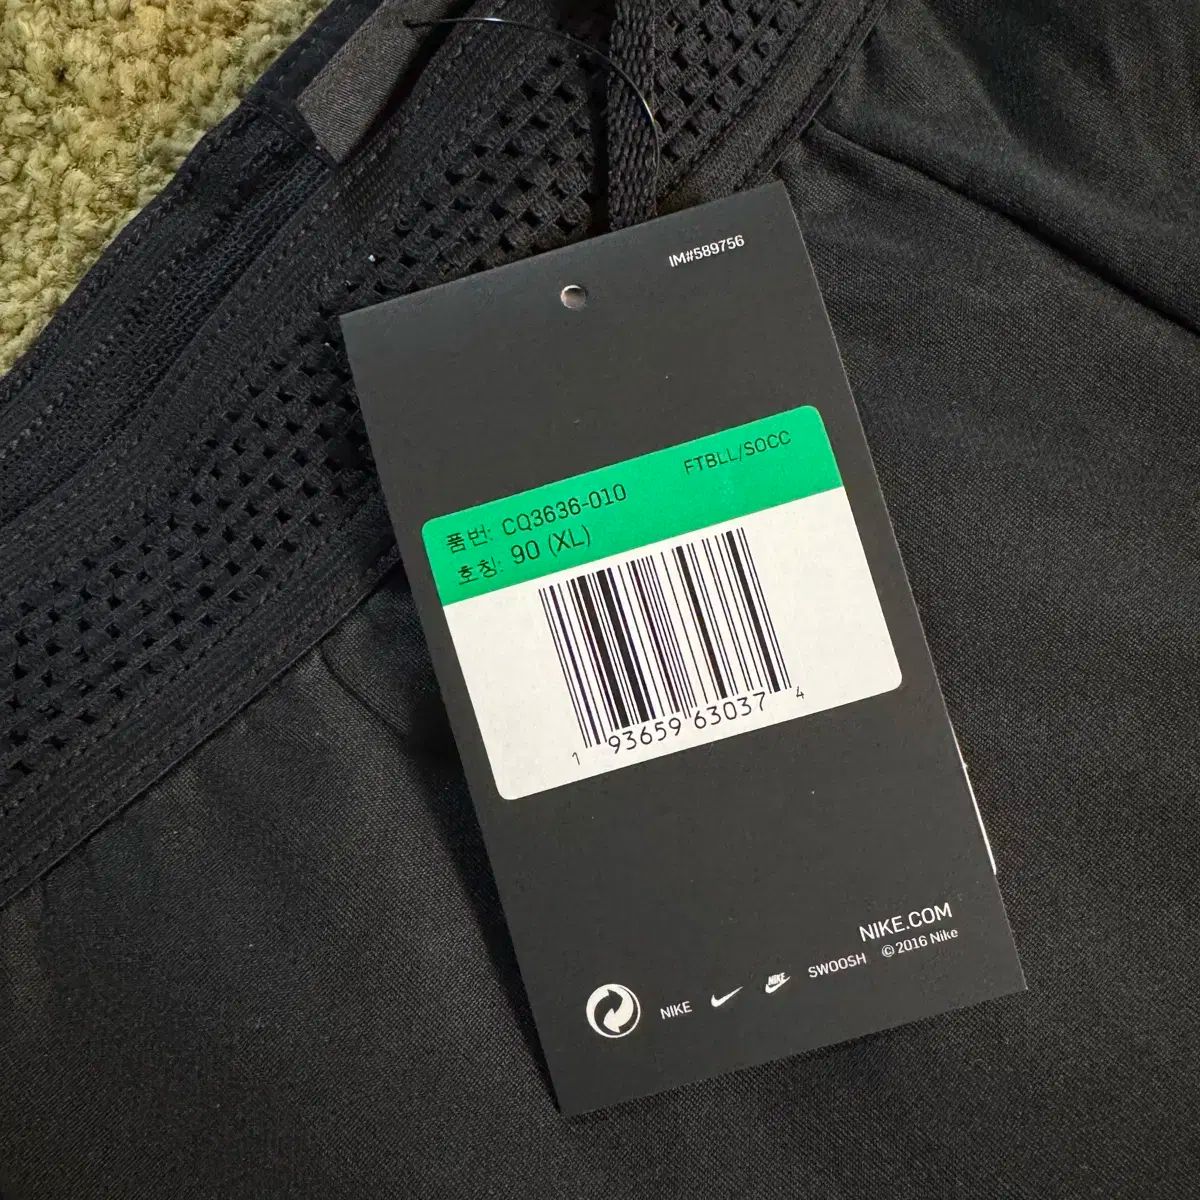 IM#589756
FTBLL/SOCC
품번: CQ3636-010
호칭: 90 (XL)
1 93659 63037 4
NIKE.COM
NIKE NIKE SWOOSH ©2016 Nike